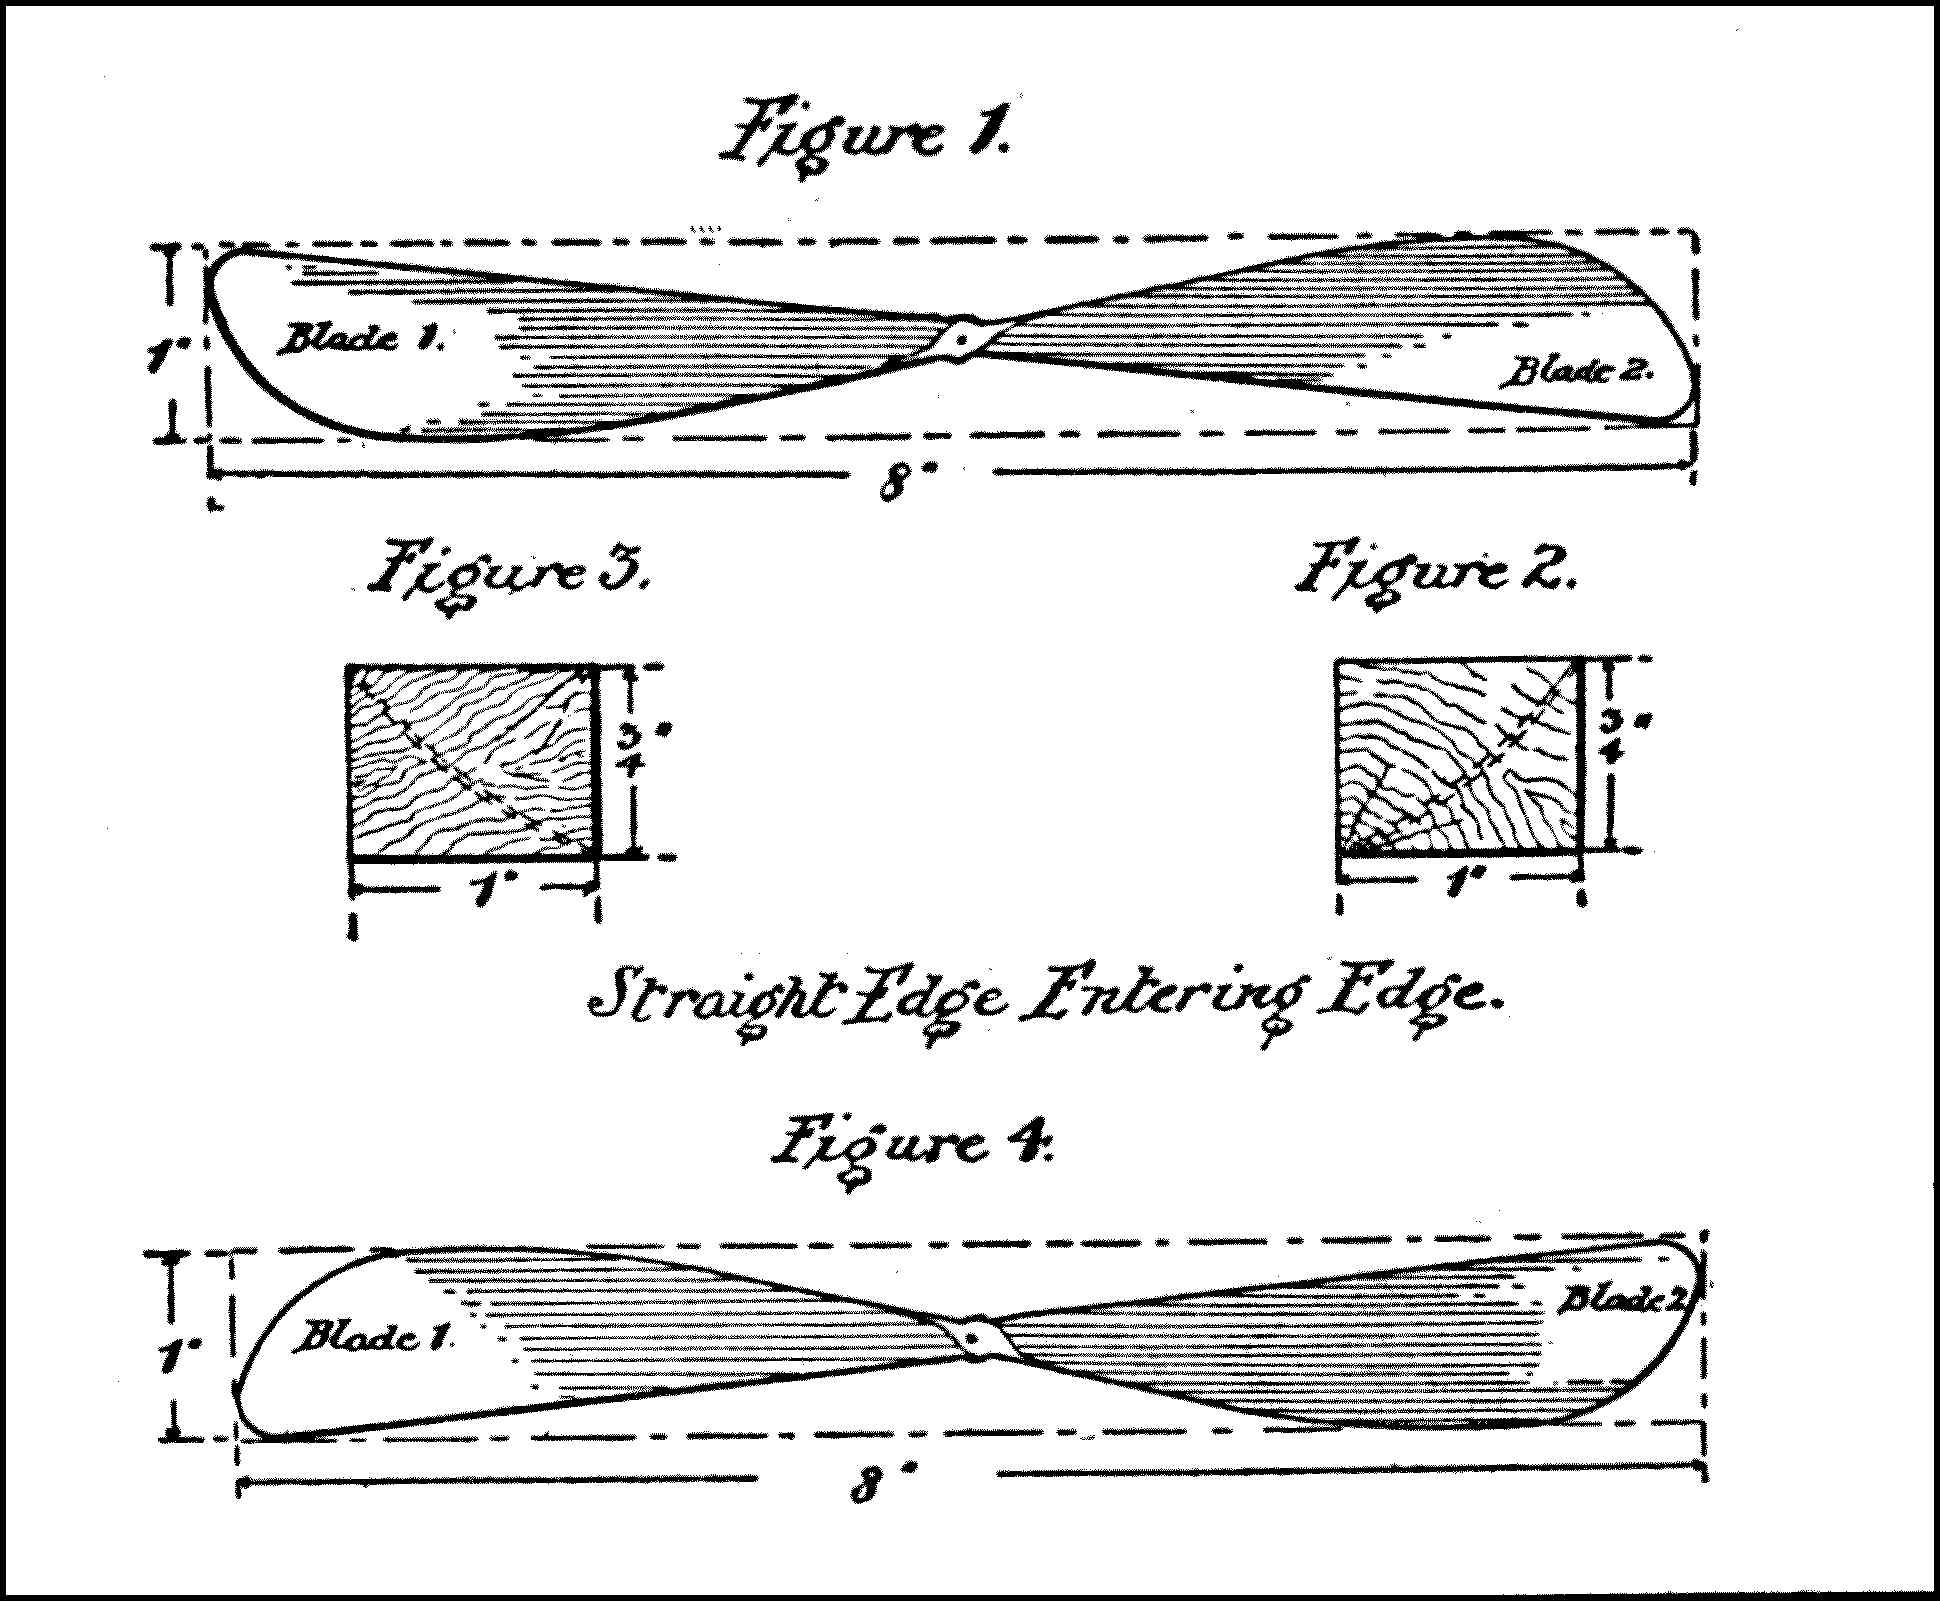 Figure 1.
Blade 1.
Blade 2.
1"
8"
Figure 3.
Figure 2.
3/4"
3/4"
1"
1"
Straight Edge Entering Edge.
Figure 4.
Blade 1.
Blade 2
1"
8"